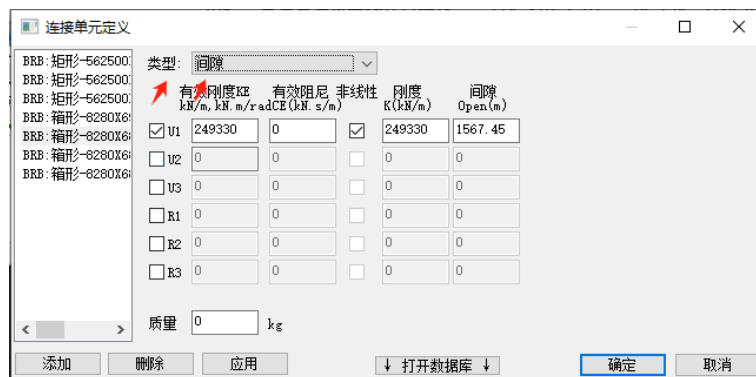 连接单元定义
BRB:矩形-562500
BRB:矩形-562500
BRB:矩形-562500
BRB:箱形-8280X6
BRB:箱形-8280X6
BRB:箱形-8280X6
BRB:箱形-8280X6
类型: 间隙
有效刚度KE 有效阻尼 非线性 刚度 间隙
kN/m,kN.m/radCE(kN.s/m) K(kN/m) Open(m)
U1 249330 0 249330 1567.45
U2 0 0 0 0
U3 0 0 0 0
R1 0 0 0 0
R2 0 0 0 0
R3 0 0 0 0
质量 0 kg
添加 删除 应用 ↓ 打开数据库 ↓ 确定 取消